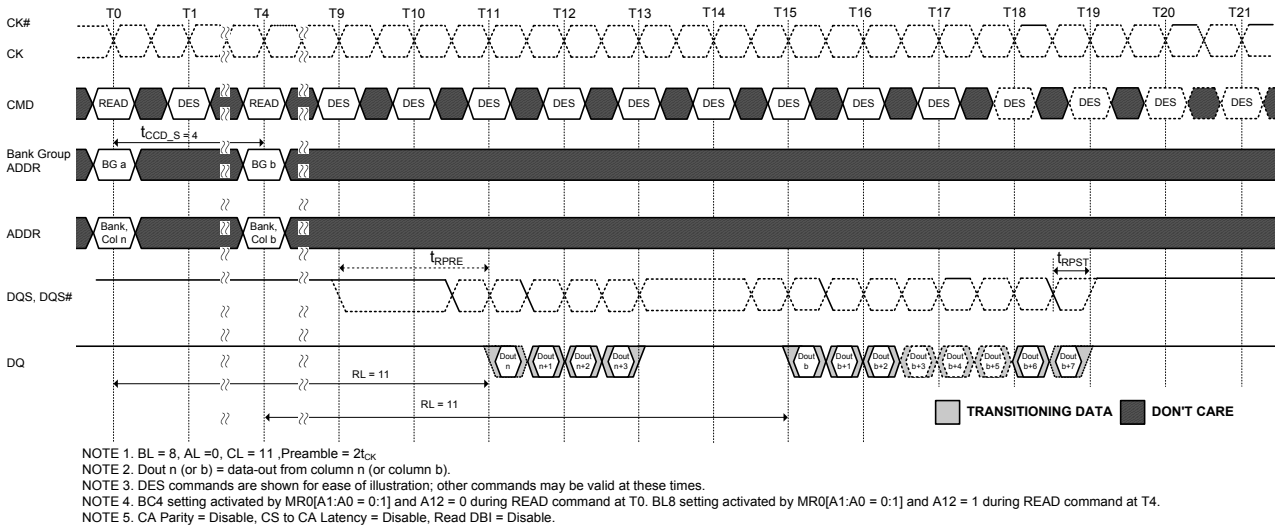 CK#
CK
T0 T1 T4 T9 T10 T11 T12 T13 T14 T15 T16 T17 T18 T19 T20 T21
CMD
READ DES READ DES DES DES DES DES DES DES DES DES DES DES DES DES
tCCD_S = 4
Bank Group
ADDR
BG a BG b
ADDR
Bank, Col n
Bank, Col b
tRPRE
tRPST
DQS, DQS#
DQ
Dout n Dout n+1 Dout n+2 Dout n+3 Dout b Dout b+1 Dout b+2 Dout b+3 Dout b+4 Dout b+5 Dout b+6 Dout b+7
RL = 11
RL = 11
TRANSITIONING DATA DON'T CARE
NOTE 1. BL = 8, AL =0, CL = 11 ,Preamble = 2tCK
NOTE 2. Dout n (or b) = data-out from column n (or column b).
NOTE 3. DES commands are shown for ease of illustration; other commands may be valid at these times.
NOTE 4. BC4 setting activated by MR0[A1:A0 = 0:1] and A12 = 0 during READ command at T0. BL8 setting activated by MR0[A1:A0 = 0:1] and A12 = 1 during READ command at T4.
NOTE 5. CA Parity = Disable, CS to CA Latency = Disable, Read DBI = Disable.